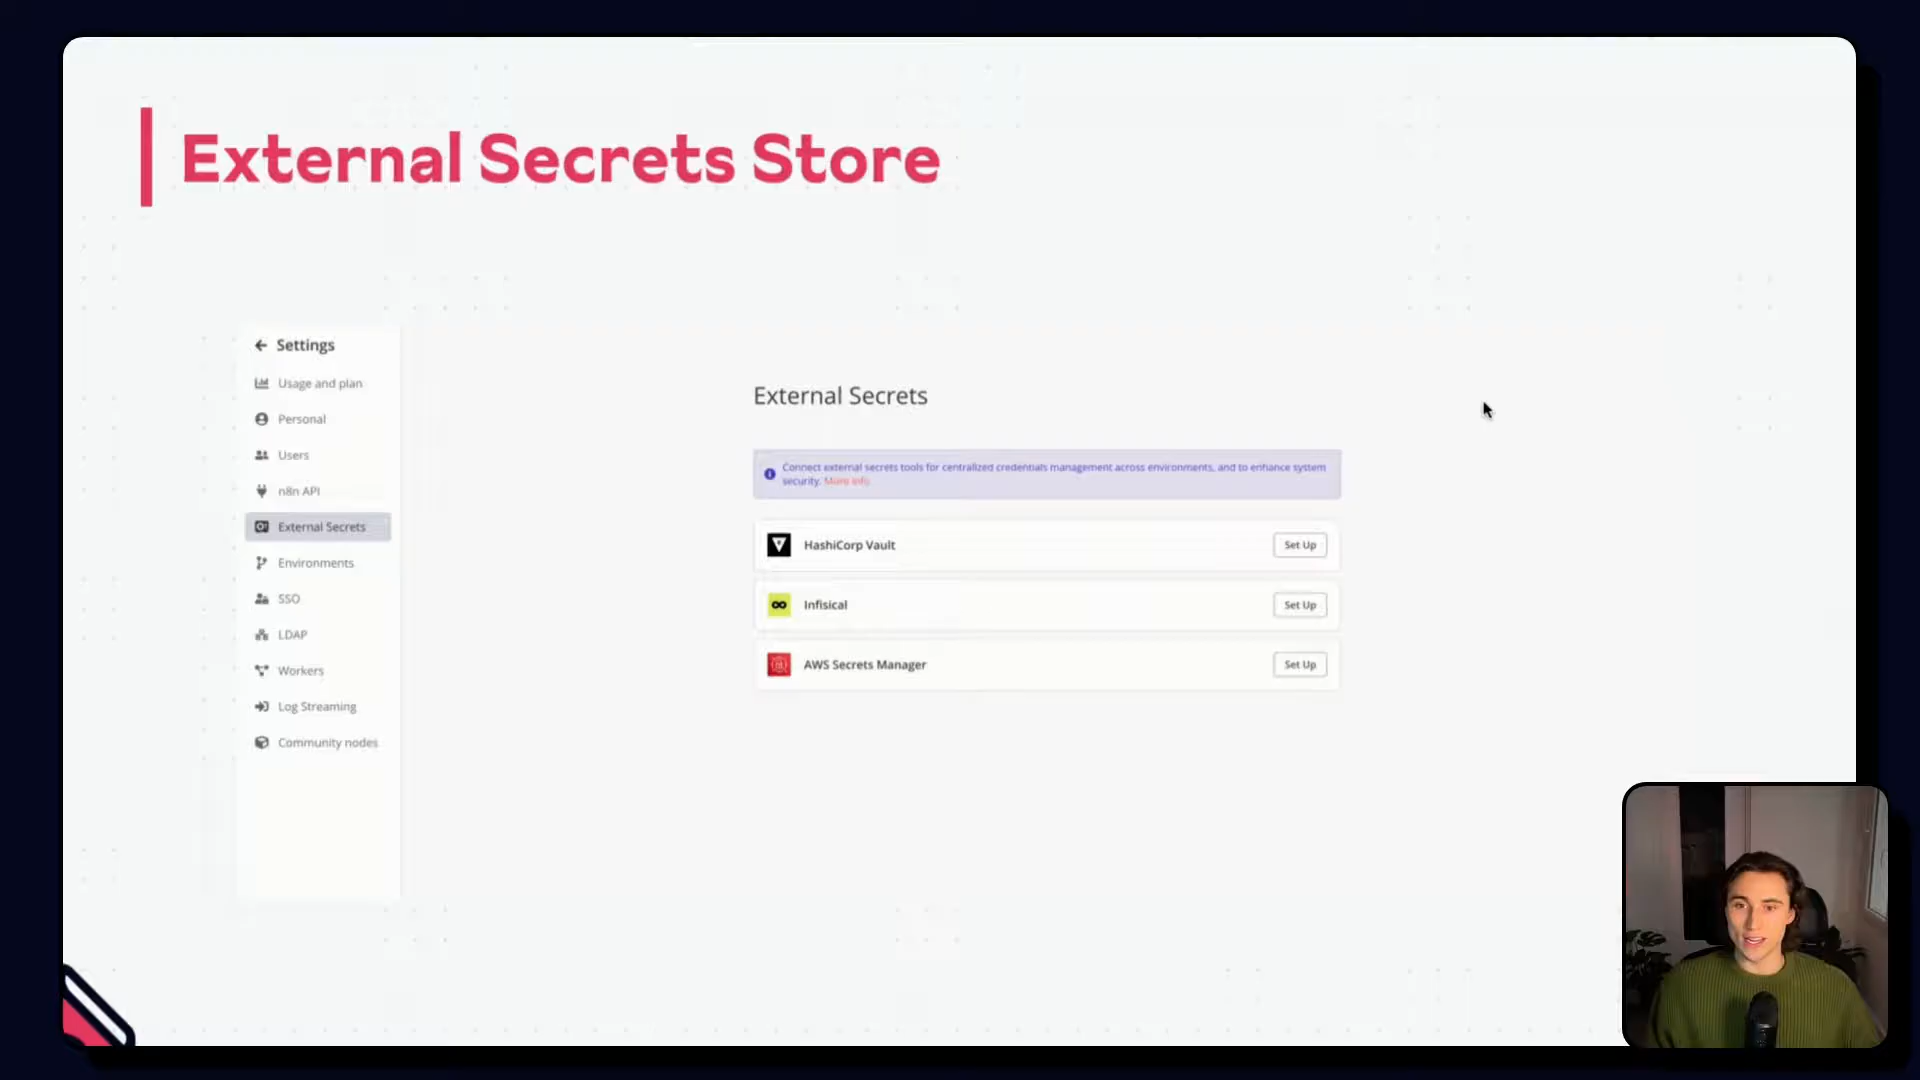 External Secrets Store
Settings
Usage and plan
Personal
Users
n8n API
External Secrets
Environments
SSO
LDAP
Workers
Log Streaming
Community nodes
External Secrets
Connect external secrets tools for centralized credentials management across environments, and to enhance system
security. More info
HashiCorp Vault
Set Up
Infisical
Set Up
AWS Secrets Manager
Set Up